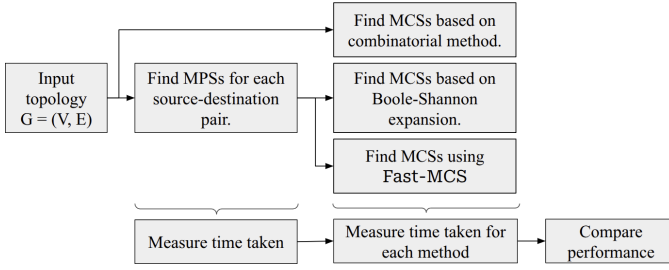 Find MCSs based on
combinatorial method.
Input
topology
G = (V, E)
Find MPSs for each
source-destination
pair.
Find MCSs based on
Boole-Shannon
expansion.
Find MCSs using
Fast-MCS
Measure time taken
Measure time taken for
each method
Compare
performance